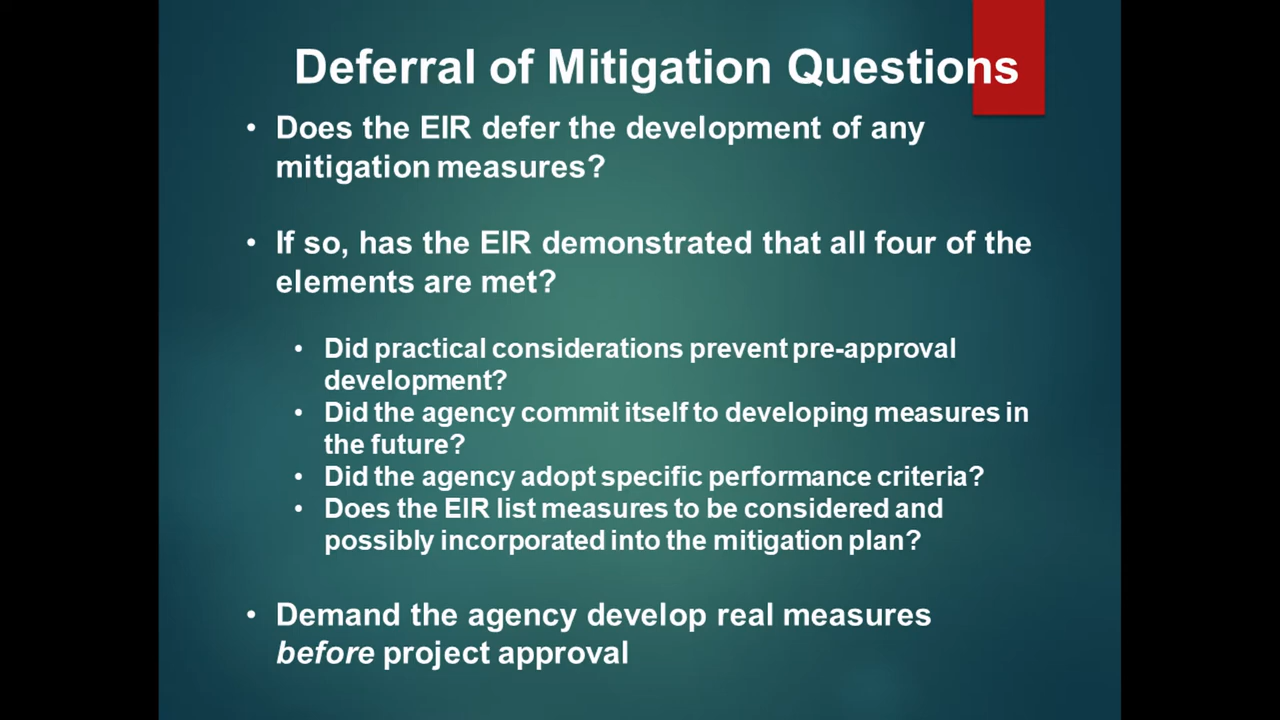 Deferral of Mitigation Questions
• Does the EIR defer the development of any
mitigation measures?
• If so, has the EIR demonstrated that all four of the
elements are met?
• Did practical considerations prevent pre-approval
development?
• Did the agency commit itself to developing measures in
the future?
• Did the agency adopt specific performance criteria?
• Does the EIR list measures to be considered and
possibly incorporated into the mitigation plan?
• Demand the agency develop real measures
before project approval